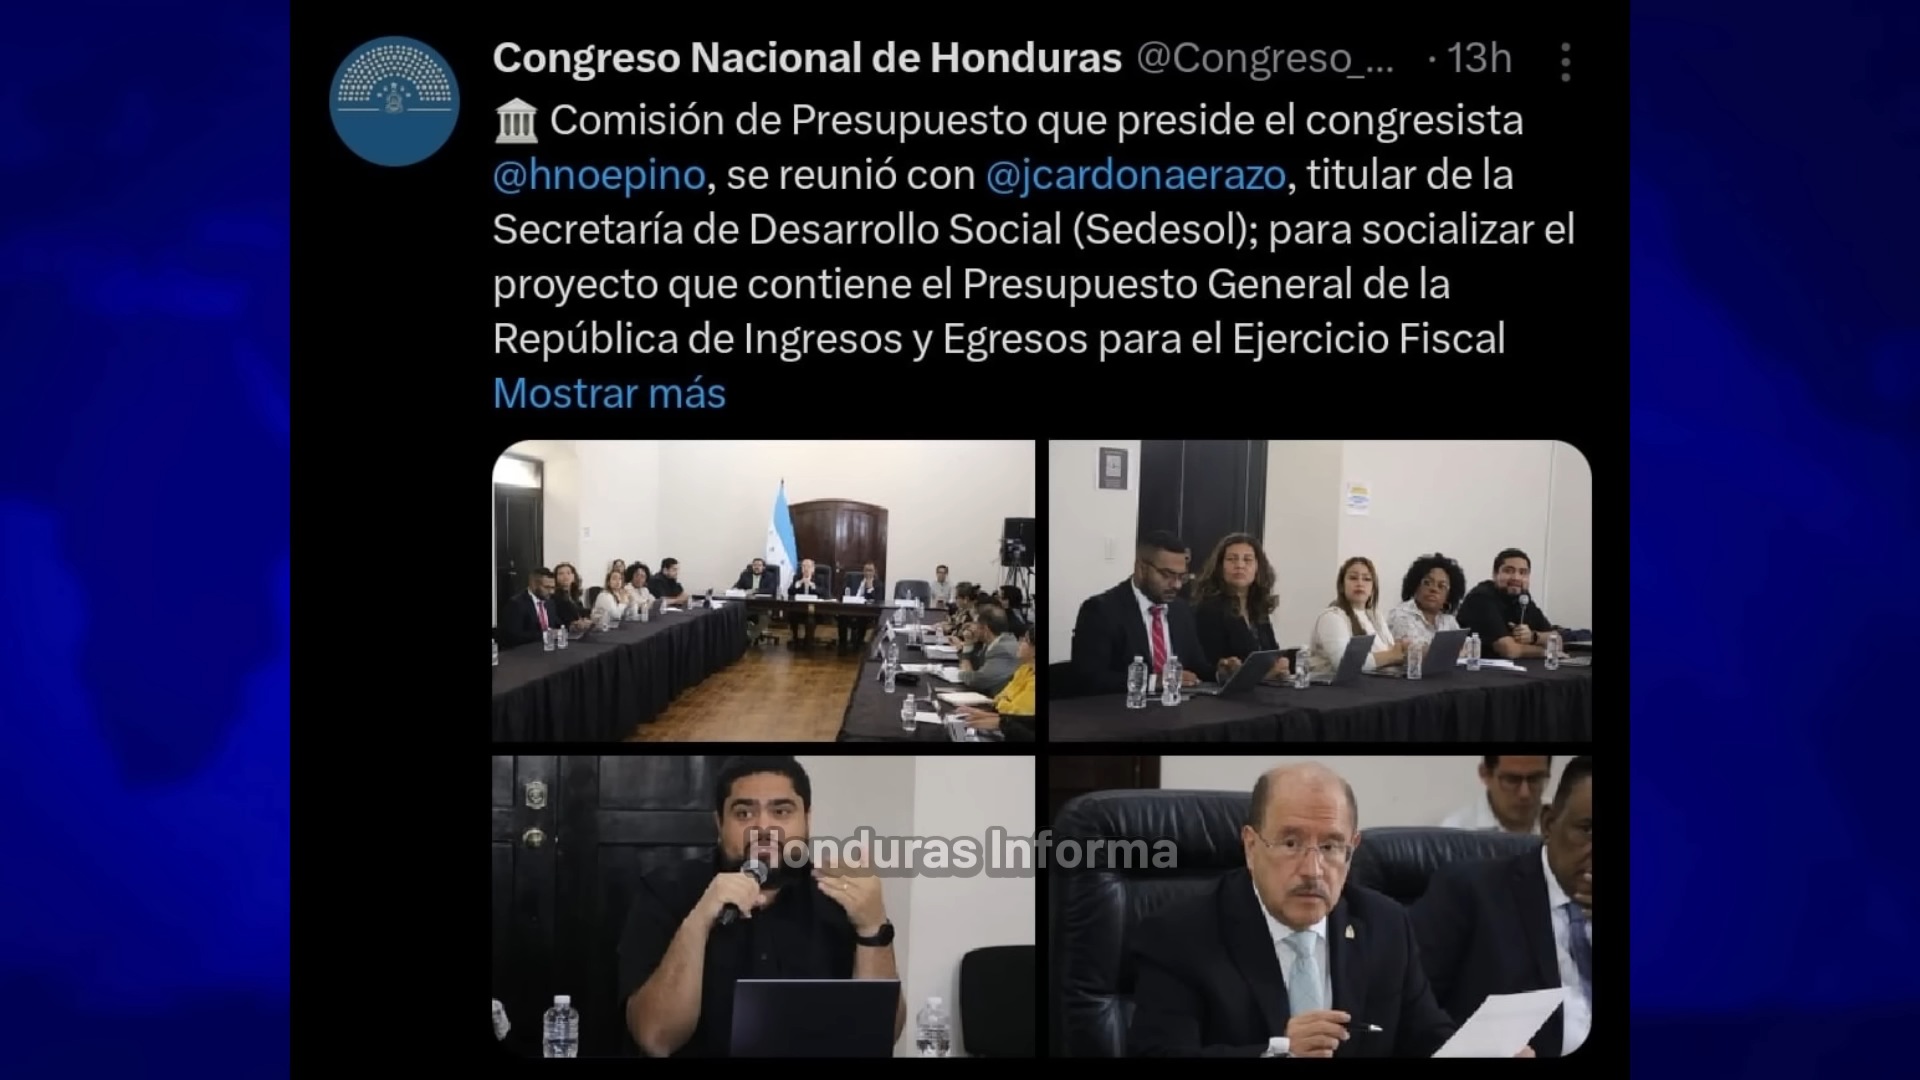 Congreso Nacional de Honduras @Congreso_... · 13h
🏛 Comisión de Presupuesto que preside el congresista
@hnoepino, se reunió con @jcardonaerazo, titular de la
Secretaría de Desarrollo Social (Sedesol); para socializar el
proyecto que contiene el Presupuesto General de la
República de Ingresos y Egresos para el Ejercicio Fiscal
Mostrar más
Honduras Informa